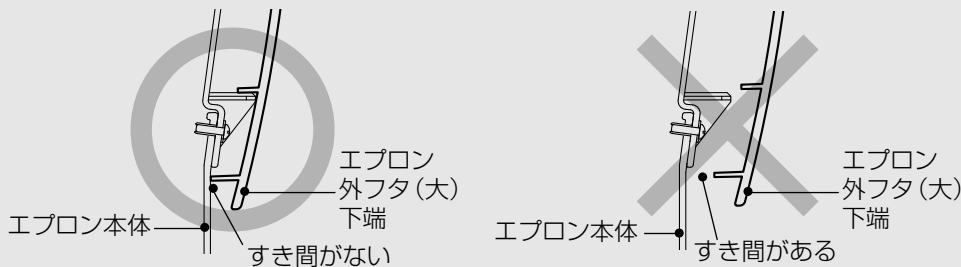 エプロン
外フタ（大）
下端
エプロン本体
すき間がない
エプロン
外フタ（大）
下端
エプロン本体
すき間がある